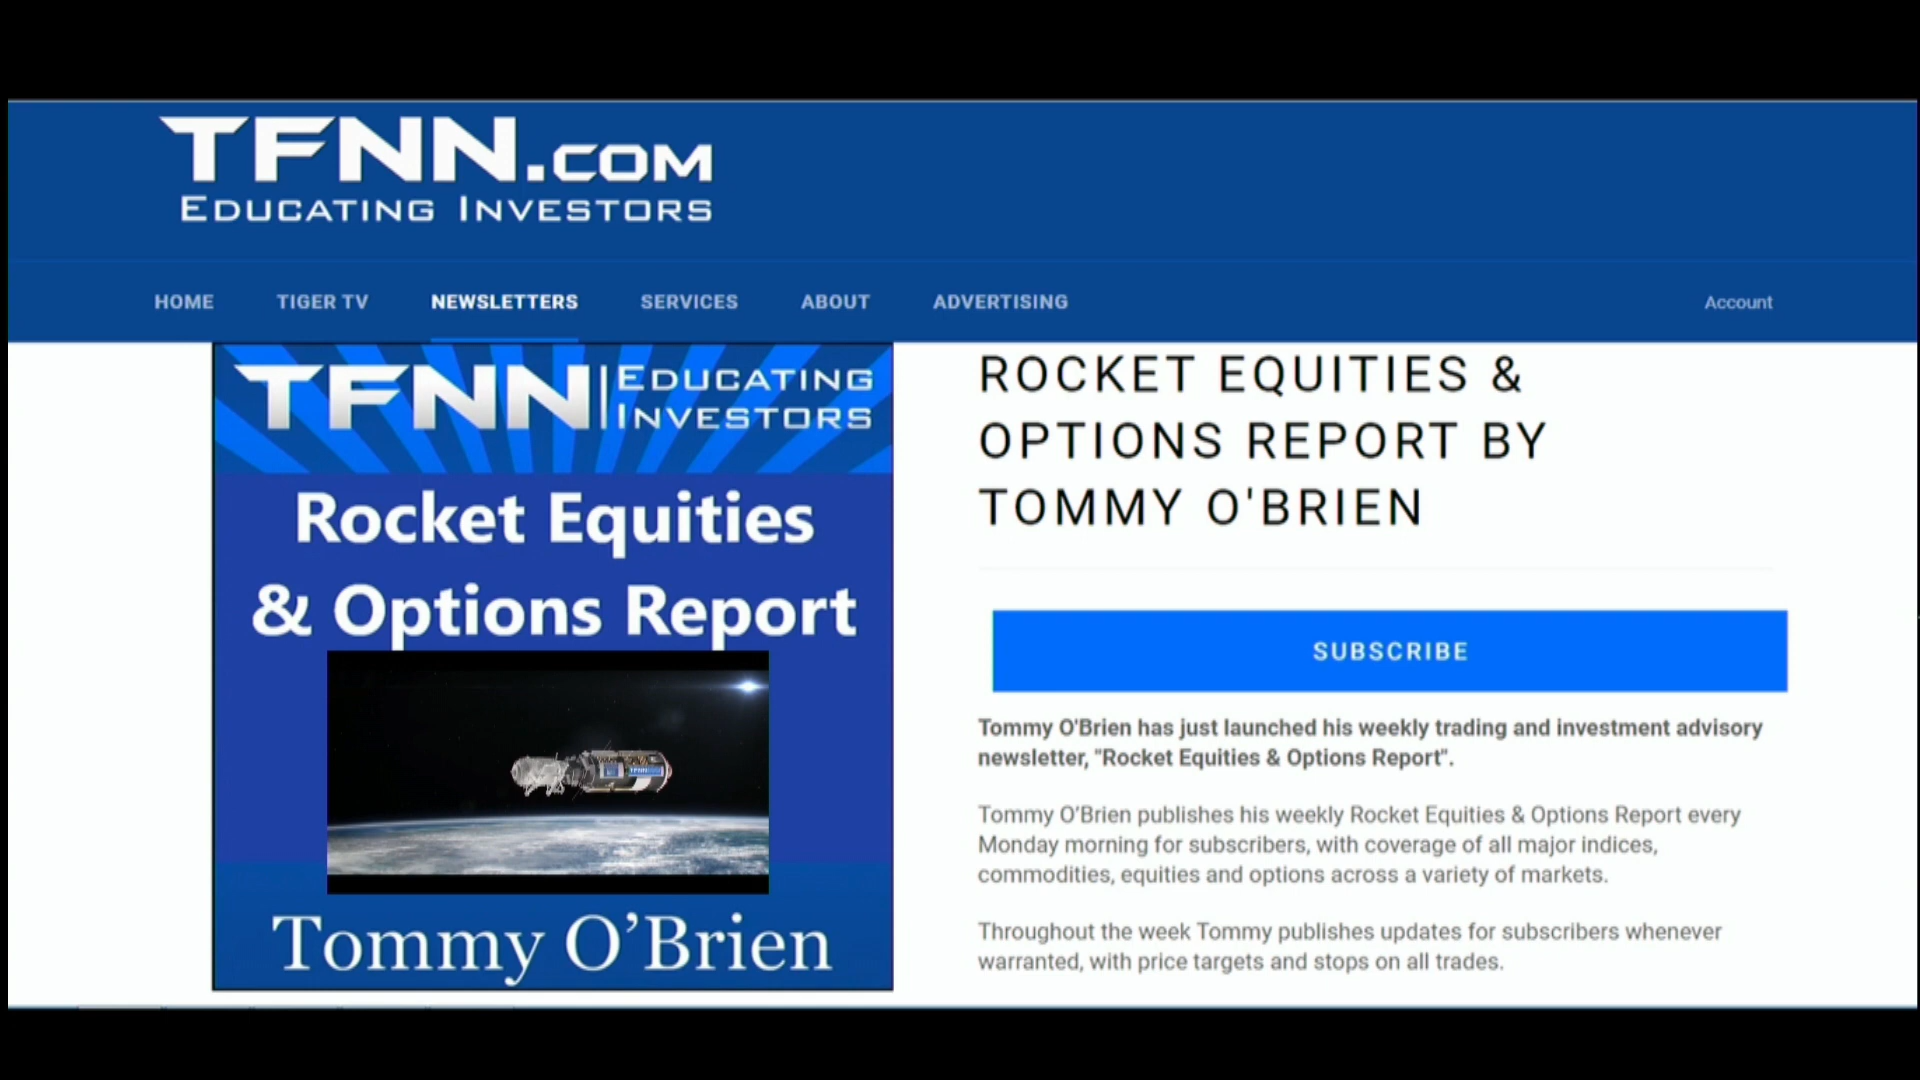 TFNN.COM
EDUCATING INVESTORS
HOME TIGER TV NEWSLETTERS SERVICES ABOUT ADVERTISING Account
TFNN EDUCATING
INVESTORS
Rocket Equities
& Options Report
TFNN
Tommy O’Brien
ROCKET EQUITIES &
OPTIONS REPORT BY
TOMMY O'BRIEN
SUBSCRIBE
Tommy O'Brien has just launched his weekly trading and investment advisory
newsletter, "Rocket Equities & Options Report".
Tommy O’Brien publishes his weekly Rocket Equities & Options Report every
Monday morning for subscribers, with coverage of all major indices,
commodities, equities and options across a variety of markets.
Throughout the week Tommy publishes updates for subscribers whenever
warranted, with price targets and stops on all trades.